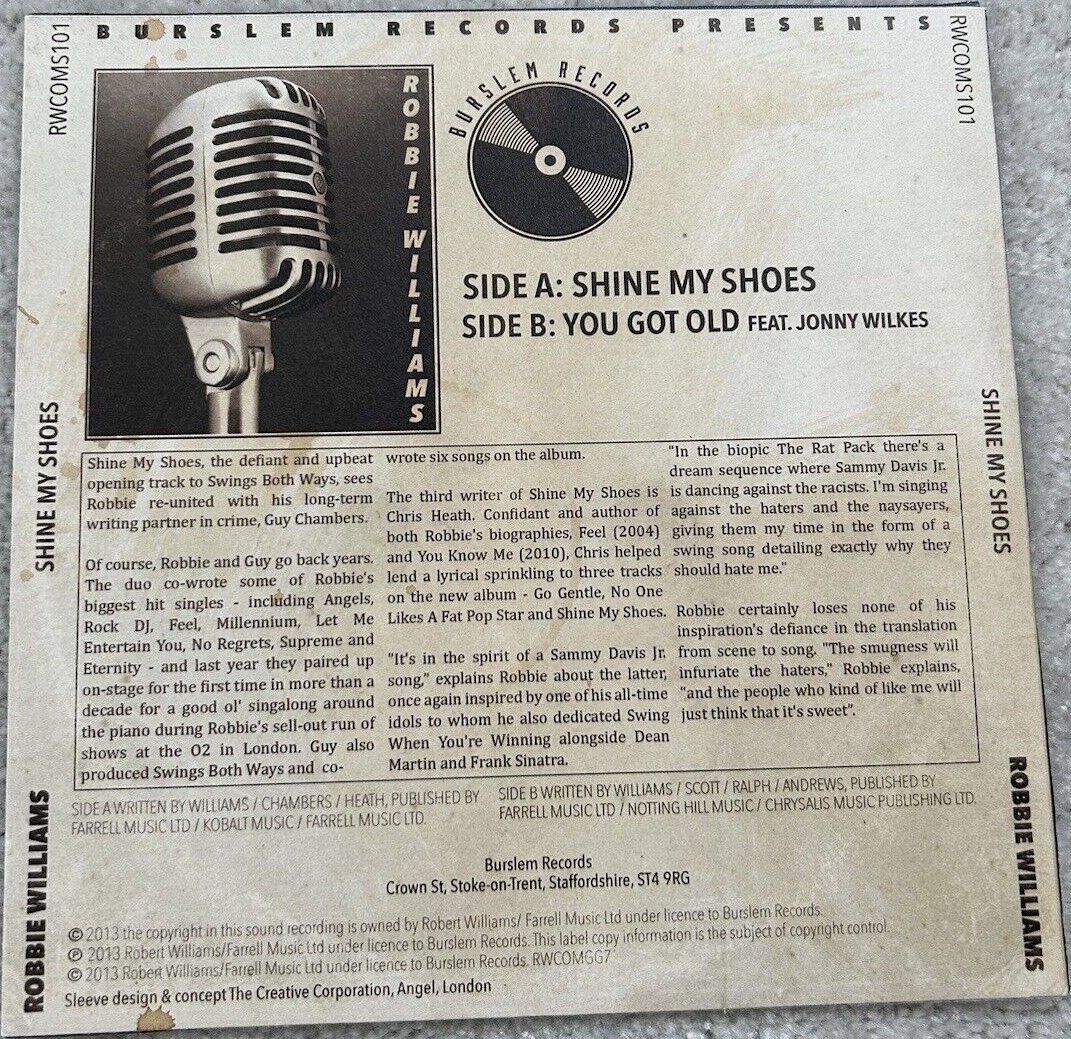 BURSLEM RECORDS PRESENTS
RWCOMS101
RWCOMS101
ROBBIE WILLIAMS
BURSLEM RECORDS
SIDE A: SHINE MY SHOES
SIDE B: YOU GOT OLD FEAT. JONNY WILKES
SHINE MY SHOES
SHINE MY SHOES
Shine My Shoes, the defiant and upbeat
opening track to Swings Both Ways, sees
Robbie re-united with his long-term
writing partner in crime, Guy Chambers.
Of course, Robbie and Guy go back years.
The duo co-wrote some of Robbie's
biggest hit singles - including Angels,
Rock DJ, Feel, Millennium, Let Me
Entertain You, No Regrets, Supreme and
Eternity - and last year they paired up
on-stage for the first time in more than a
decade for a good ol' singalong around
the piano during Robbie's sell-out run of
shows at the O2 in London. Guy also
produced Swings Both Ways and co-
wrote six songs on the album.
The third writer of Shine My Shoes is
Chris Heath. Confidant and author of
both Robbie's biographies, Feel (2004)
and You Know Me (2010), Chris helped
lend a lyrical sprinkling to three tracks
on the new album - Go Gentle, No One
Likes A Fat Pop Star and Shine My Shoes.
"It's in the spirit of a Sammy Davis Jr.
song," explains Robbie about the latter,
once again inspired by one of his all-time
idols to whom he also dedicated Swing
When You're Winning alongside Dean
Martin and Frank Sinatra.
"In the biopic The Rat Pack there's a
dream sequence where Sammy Davis Jr.
is dancing against the racists. I'm singing
against the haters and the naysayers,
giving them my time in the form of a
swing song detailing exactly why they
should hate me."
Robbie certainly loses none of his
inspiration's defiance in the translation
from scene to song. "The smugness will
infuriate the haters," Robbie explains,
"and the people who kind of like me will
just think that it's sweet".
ROBBIE WILLIAMS
ROBBIE WILLIAMS
SIDE A WRITTEN BY WILLIAMS / CHAMBERS / HEATH, PUBLISHED BY
FARRELL MUSIC LTD / KOBALT MUSIC / FARRELL MUSIC LTD.
SIDE B WRITTEN BY WILLIAMS / SCOTT / RALPH / ANDREWS, PUBLISHED BY
FARRELL MUSIC LTD / NOTTING HILL MUSIC / CHRYSALIS MUSIC PUBLISHING LTD.
Burslem Records
Crown St, Stoke-on-Trent, Staffordshire, ST4 9RG
© 2013 the copyright in this sound recording is owned by Robert Williams/ Farrell Music Ltd under licence to Burslem Records.
℗ 2013 Robert Williams/Farrell Music Ltd under licence to Burslem Records. This label copy information is the subject of copyright control.
© 2013 Robert Williams/Farrell Music Ltd under licence to Burslem Records. RWCOMGG7
Sleeve design & concept The Creative Corporation, Angel, London